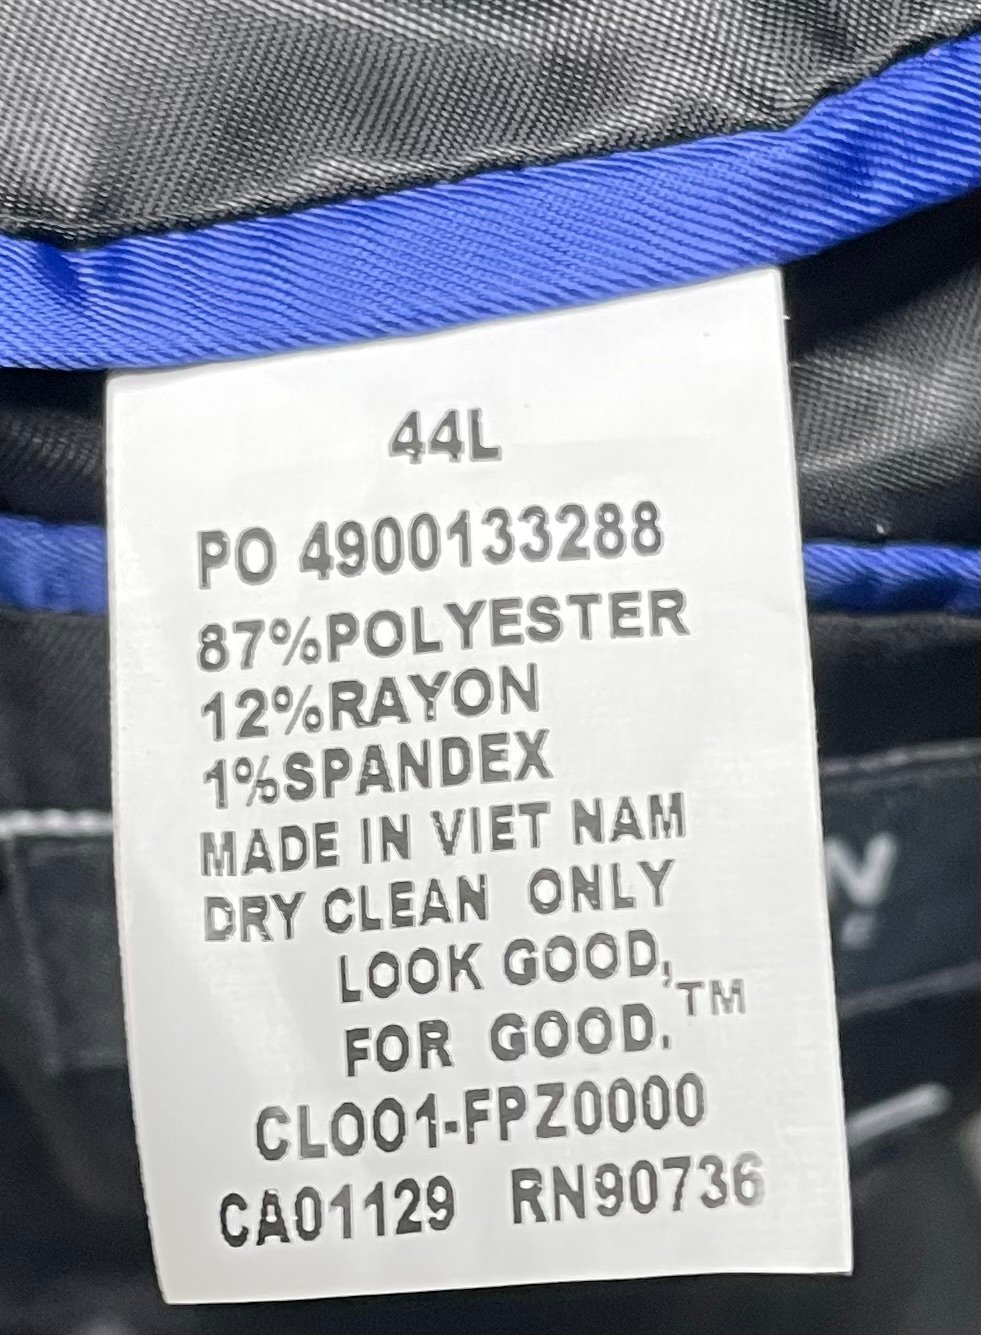 44L
PO 4900133288
87%POLYESTER
12%RAYON
1%SPANDEX
MADE IN VIET NAM
DRY CLEAN ONLY
LOOK GOOD,
FOR GOOD.™
CL001-FPZ0000
CA01129 RN90736
N